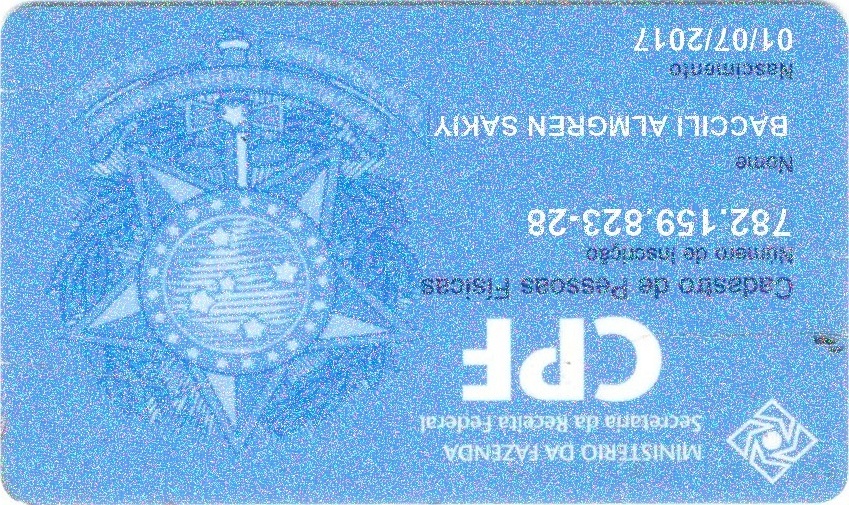 MINISTÉRIO DA FAZENDA
Secretaria da Receita Federal
CPF
Cadastro de Pessoas Físicas
Número de Inscrição
782.159.823-28
Nome
BACCILI ALMGREN SAKIY
Nascimento
01/07/2017